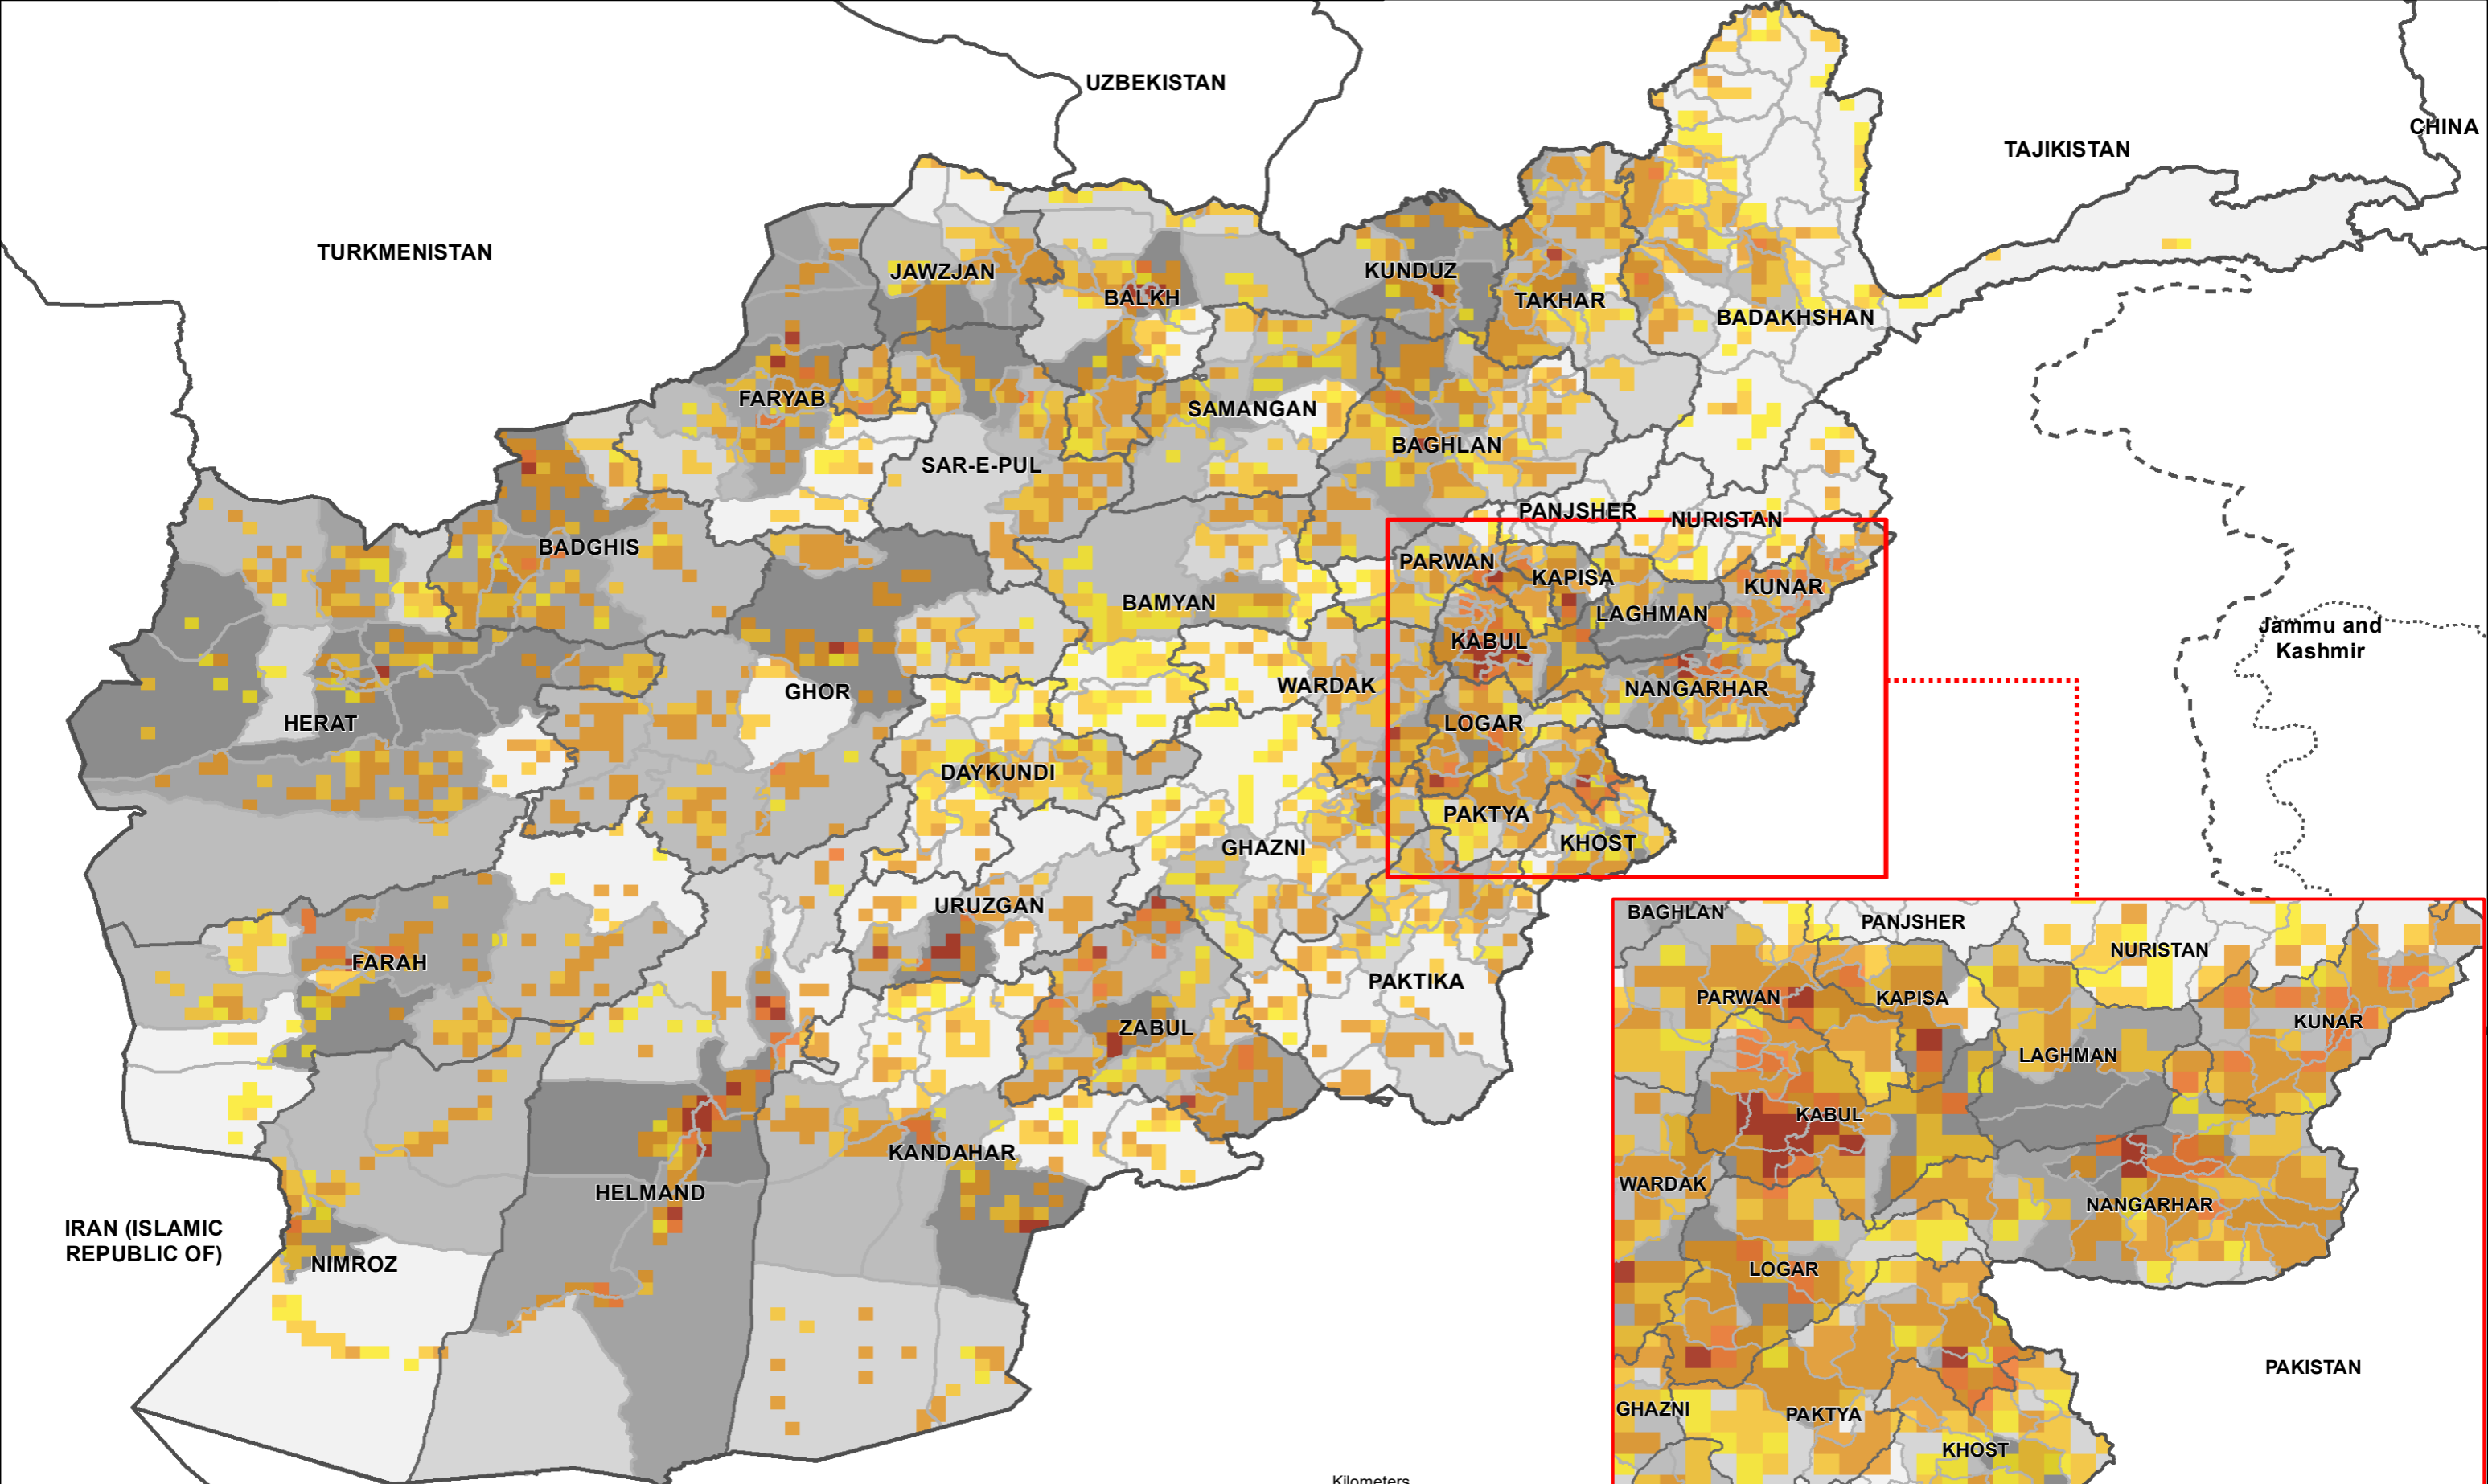 UZBEKISTAN
CHINA
TAJIKISTAN
TURKMENISTAN
JAWZJAN
BALKH
KUNDUZ
TAKHAR
BADAKHSHAN
FARYAB
SAMANGAN
BAGHLAN
SAR-E-PUL
PANJSHER
NURISTAN
BADGHIS
PARWAN
KAPISA
KUNAR
BAMYAN
LAGHMAN
Jammu and
Kashmir
KABUL
WARDAK
NANGARHAR
GHOR
HERAT
LOGAR
DAYKUNDI
PAKTYA
KHOST
GHAZNI
URUZGAN
FARAH
PAKTIKA
ZABUL
KANDAHAR
HELMAND
IRAN (ISLAMIC
REPUBLIC OF)
NIMROZ
Kilometers
BAGHLAN
PANJSHER
NURISTAN
PARWAN
KAPISA
KUNAR
LAGHMAN
KABUL
WARDAK
NANGARHAR
LOGAR
PAKISTAN
GHAZNI
PAKTYA
KHOST